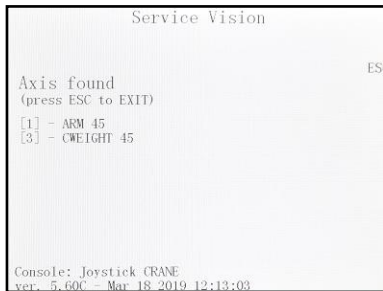 Service Vision
ES
Axis found
(press ESC to EXIT)
[1] - ARM 45
[3] - CWEIGHT 45
Console: Joystick CRANE
ver. 5.60C - Mar 18 2019 12:13:03